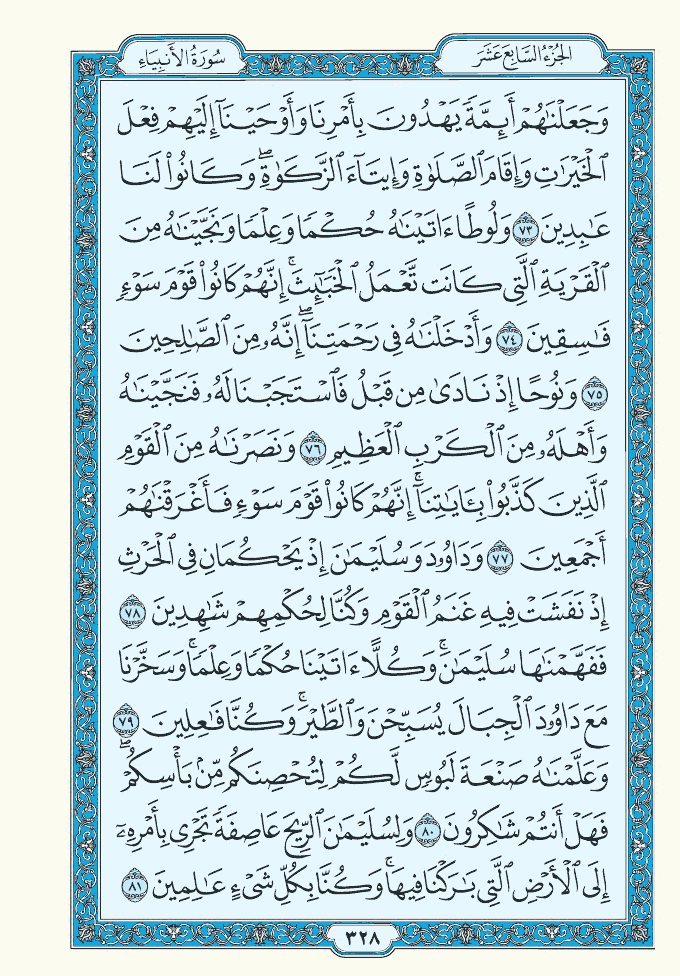 الجزء السابع عشر
سورة الأنبياء
وَجَعَلْنَٰهُمْ أَئِمَّةً يَهْدُونَ بِأَمْرِنَا وَأَوْحَيْنَآ إِلَيْهِمْ فِعْلَ
ٱلْخَيْرَٰتِ وَإِقَامَ ٱلصَّلَوٰةِ وَإِيتَآءَ ٱلزَّكَوٰةِۖ وَكَانُوا۟ لَنَا
عَٰبِدِينَ ٧٣ وَلُوطًا ءَاتَيْنَٰهُ حُكْمًا وَعِلْمًا وَنَجَّيْنَٰهُ مِنَ
ٱلْقَرْيَةِ ٱلَّتِى كَانَت تَّعْمَلُ ٱلْخَبَٰٓئِثَۚ إِنَّهُمْ كَانُوا۟ قَوْمَ سَوْءٍ
فَٰسِقِينَ ٧٤ وَأَدْخَلْنَٰهُ فِى رَحْمَتِنَآۖ إِنَّهُۥ مِنَ ٱلصَّٰلِحِينَ
٧٥ وَنُوحًا إِذْ نَادَىٰ مِن قَبْلُ فَٱسْتَجَبْنَا لَهُۥ فَنَجَّيْنَٰهُ
وَأَهْلَهُۥ مِنَ ٱلْكَرْبِ ٱلْعَظِيمِ ٧٦ وَنَصَرْنَٰهُ مِنَ ٱلْقَوْمِ
ٱلَّذِينَ كَذَّبُوا۟ بِـَٔايَٰتِنَآۚ إِنَّهُمْ كَانُوا۟ قَوْمَ سَوْءٍ فَأَغْرَقْنَٰهُمْ
أَجْمَعِينَ ٧٧ وَدَاوُۥدَ وَسُلَيْمَٰنَ إِذْ يَحْكُمَانِ فِى ٱلْحَرْثِ
إِذْ نَفَشَتْ فِيهِ غَنَمُ ٱلْقَوْمِ وَكُنَّا لِحُكْمِهِمْ شَٰهِدِينَ ٧٨
فَفَهَّمْنَٰهَا سُلَيْمَٰنَۚ وَكُلًّا ءَاتَيْنَا حُكْمًا وَعِلْمًاۚ وَسَخَّرْنَا
مَعَ دَاوُۥدَ ٱلْجِبَالَ يُسَبِّحْنَ وَٱلطَّيْرَۚ وَكُنَّا فَٰعِلِينَ ٧٩
وَعَلَّمْنَٰهُ صَنْعَةَ لَبُوسٍ لَّكُمْ لِتُحْصِنَكُم مِّنۢ بَأْسِكُمْۖ
فَهَلْ أَنتُمْ شَٰكِرُونَ ٨٠ وَلِسُلَيْمَٰنَ ٱلرِّيحَ عَاصِفَةً تَجْرِى بِأَمْرِهِۦٓ
إِلَى ٱلْأَرْضِ ٱلَّتِى بَٰرَكْنَا فِيهَاۚ وَكُنَّا بِكُلِّ شَىْءٍ عَٰلِمِينَ ٨١
٣٢٨